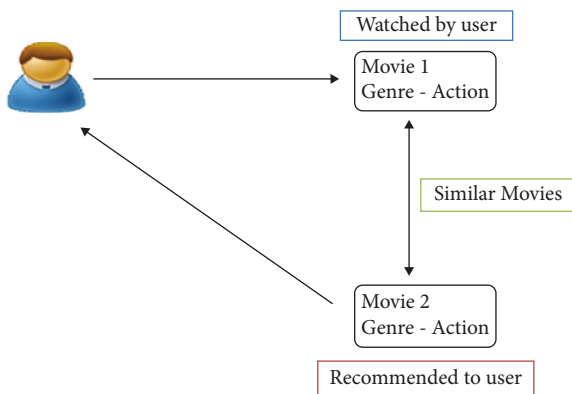 Watched by user
Movie 1
Genre - Action
Similar Movies
Movie 2
Genre - Action
Recommended to user